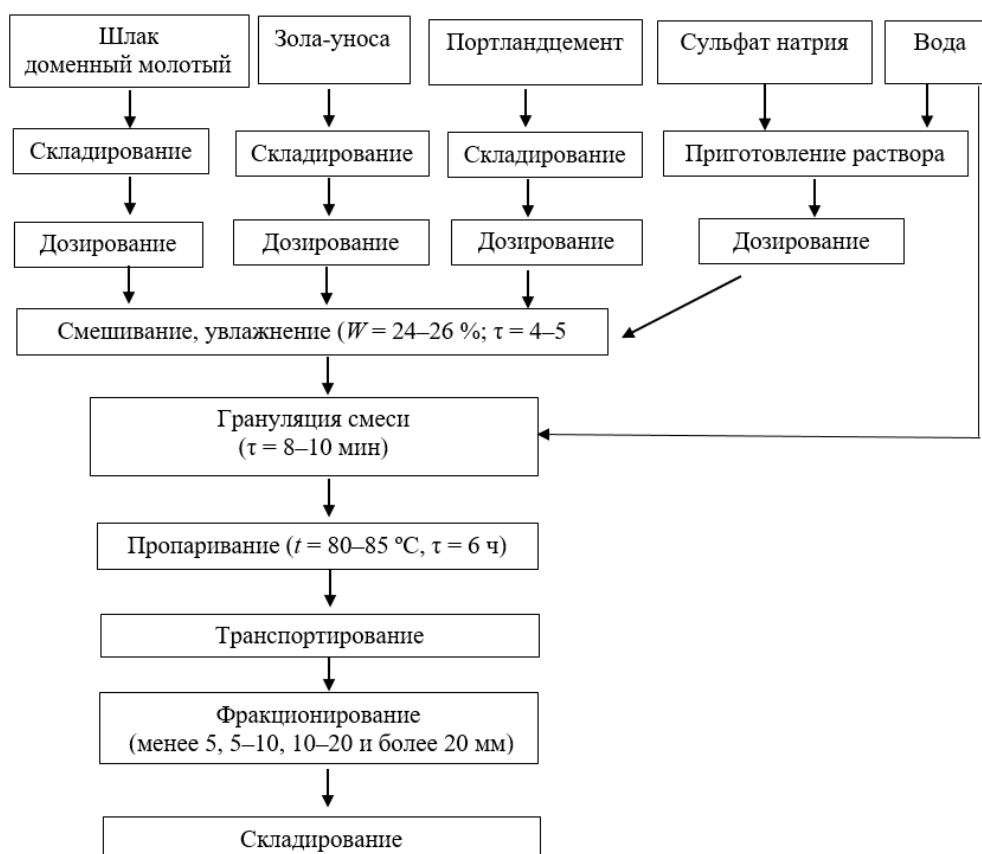 Шлак
доменный молотый
Зола-уноса
Портландцемент
Сульфат натрия
Вода
Складирование
Складирование
Складирование
Приготовление раствора
Дозирование
Дозирование
Дозирование
Дозирование
Смешивание, увлажнение (W = 24–26 %; τ = 4–5
Грануляция смеси
(τ = 8–10 мин)
Пропаривание (t = 80–85 ºC, τ = 6 ч)
Транспортирование
Фракционирование
(менее 5, 5–10, 10–20 и более 20 мм)
Складирование